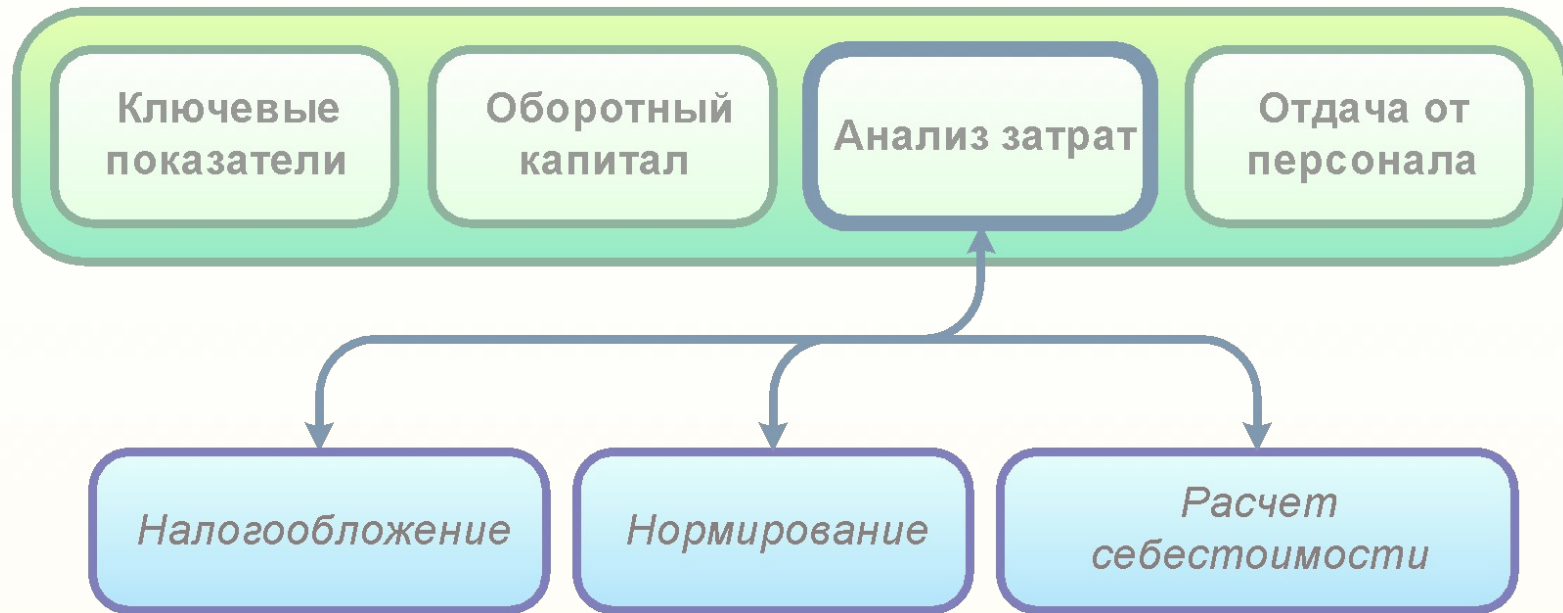 Ключевые
показатели
Оборотный
капитал
Анализ затрат
Отдача от
персонала
Налогообложение
Нормирование
Расчет
себестоимости